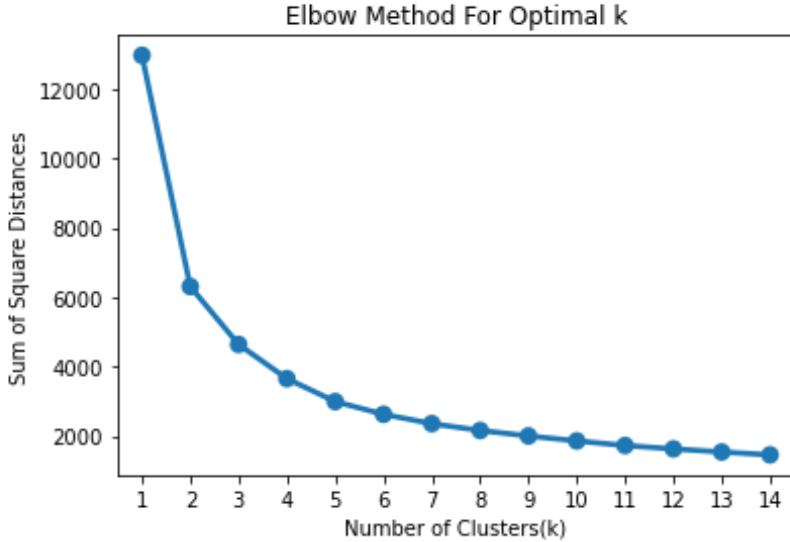 Elbow Method For Optimal k
12000
10000
8000
6000
4000
2000
Sum of Square Distances
1 2 3 4 5 6 7 8 9 10 11 12 13 14
Number of Clusters(k)